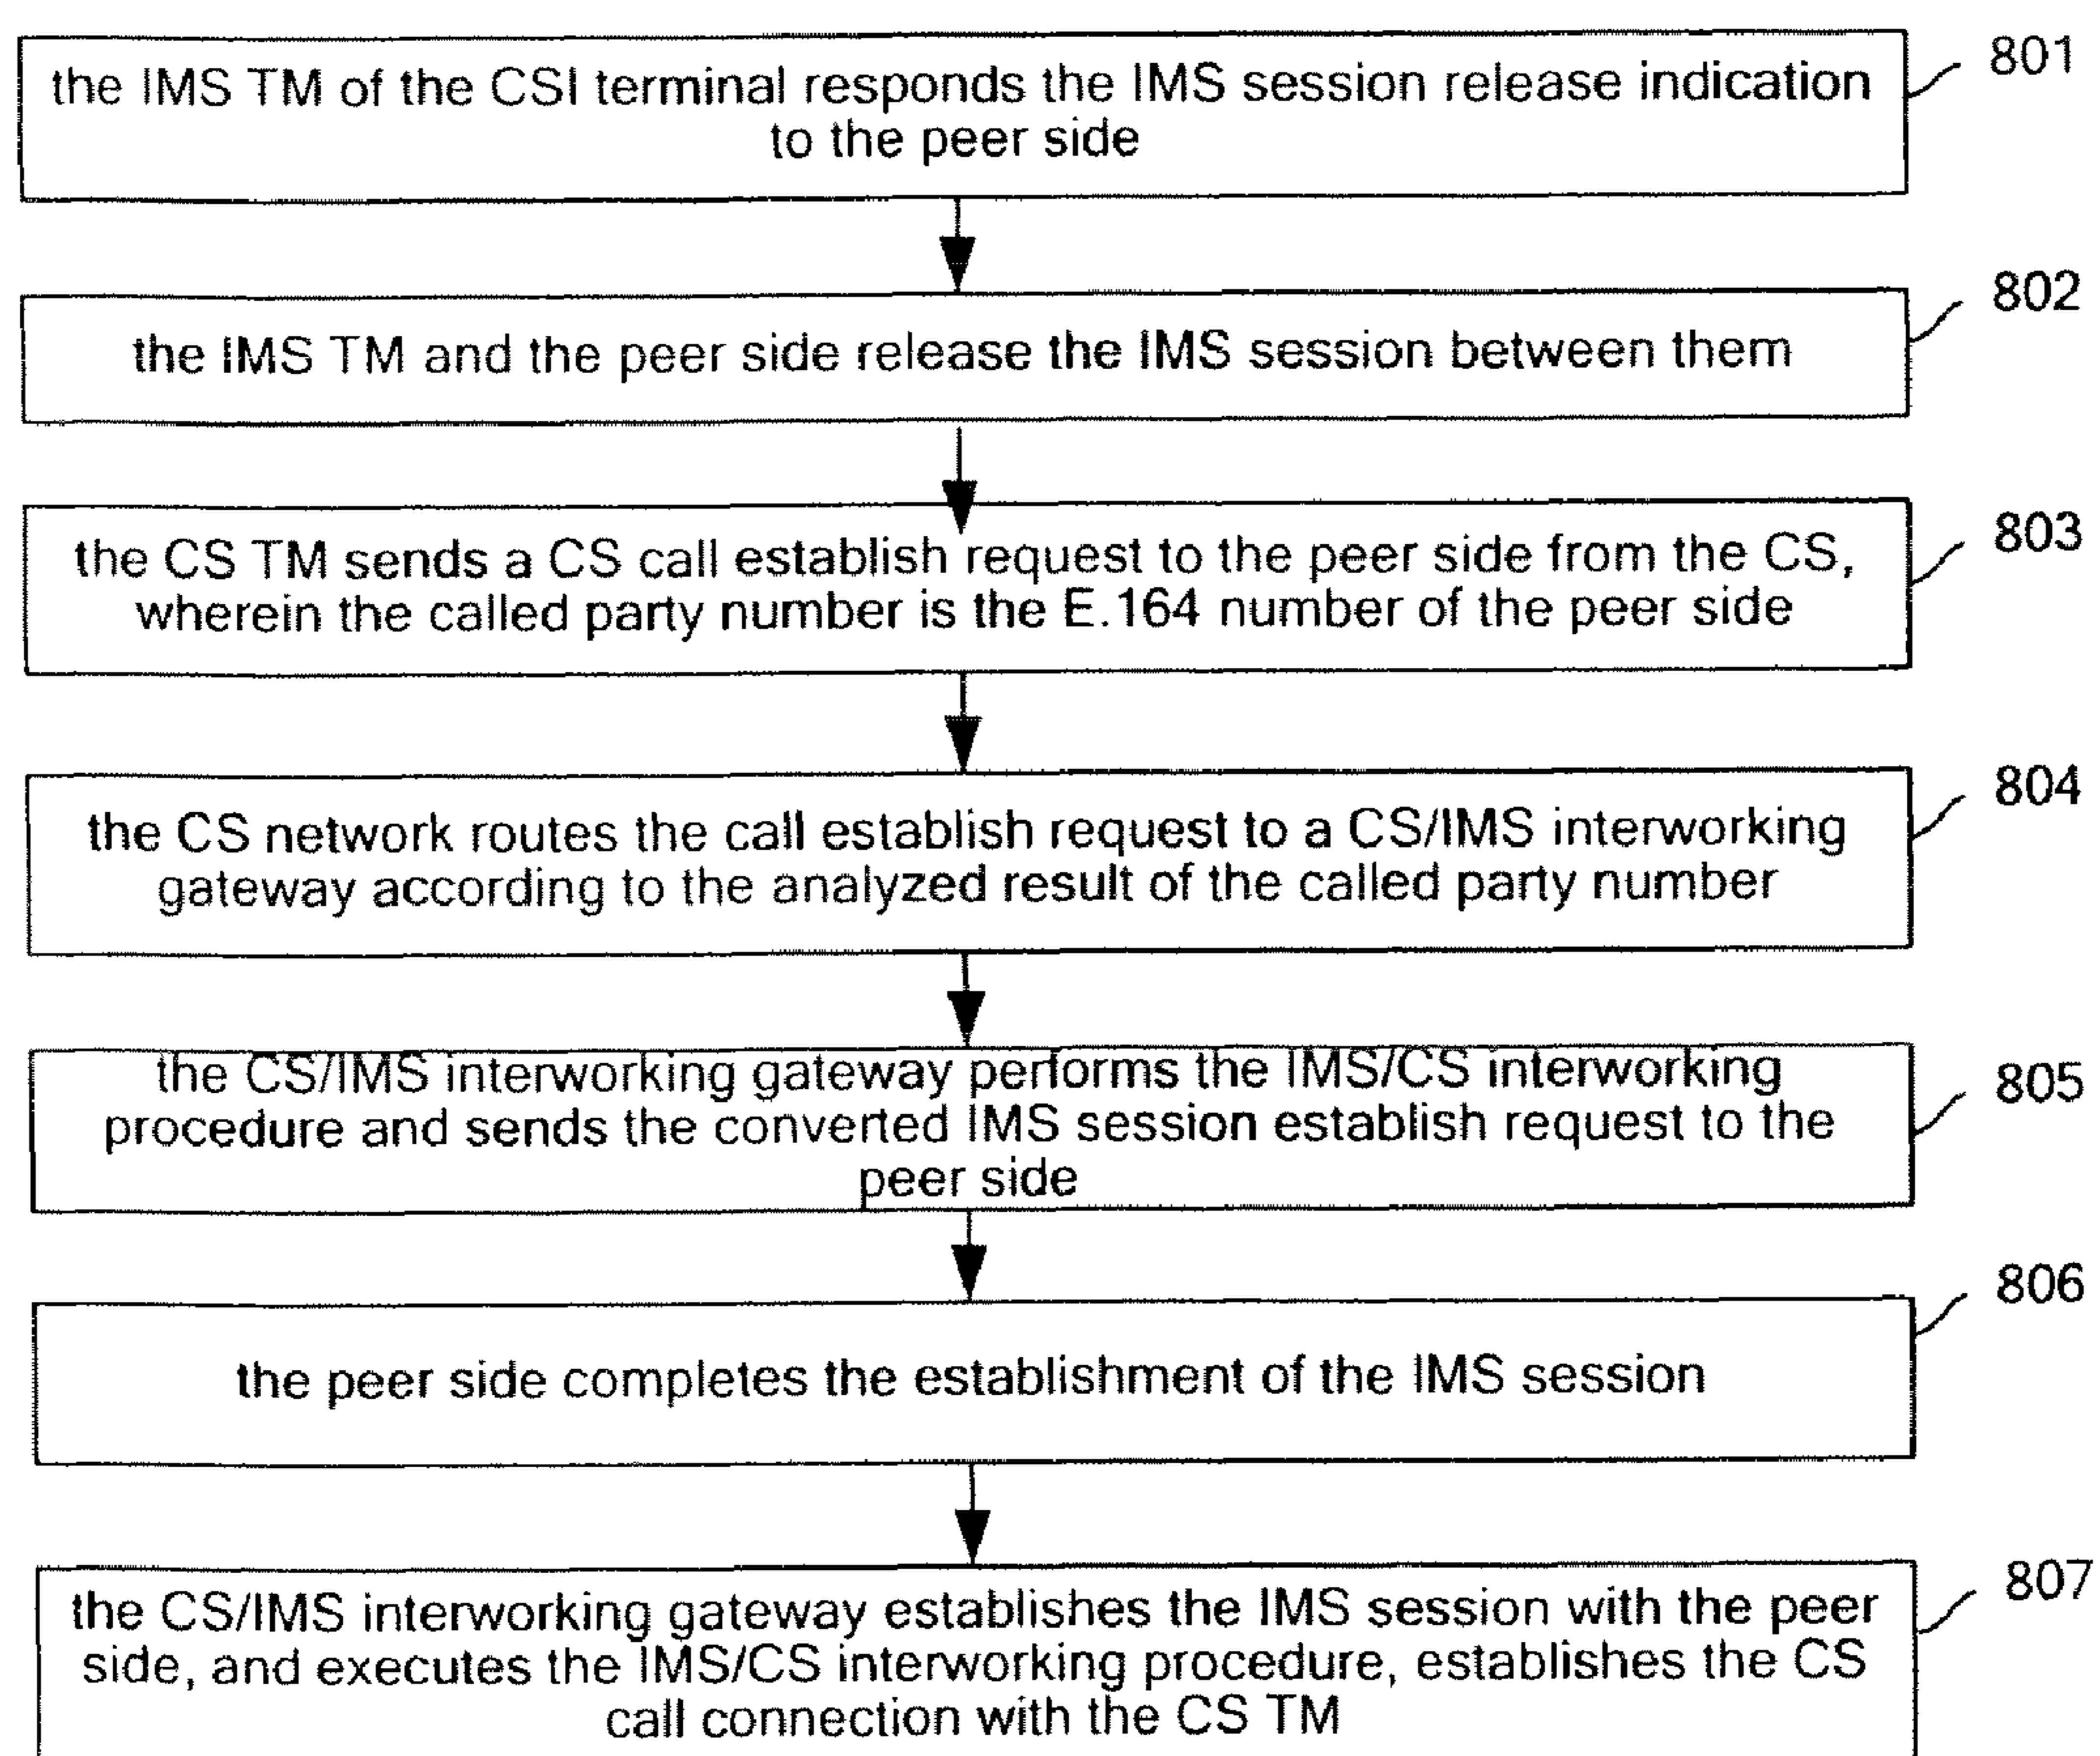 the IMS TM of the CSI terminal responds the IMS session release indication
to the peer side
801
the IMS TM and the peer side release the IMS session between them
802
the CS TM sends a CS call establish request to the peer side from the CS,
wherein the called party number is the E.164 number of the peer side
803
the CS network routes the call establish request to a CS/IMS interworking
gateway according to the analyzed result of the called party number
804
the CS/IMS interworking gateway performs the IMS/CS interworking
procedure and sends the converted IMS session establish request to the
peer side
805
the peer side completes the establishment of the IMS session
806
the CS/IMS interworking gateway establishes the IMS session with the peer
side, and executes the IMS/CS interworking procedure, establishes the CS
call connection with the CS TM
807